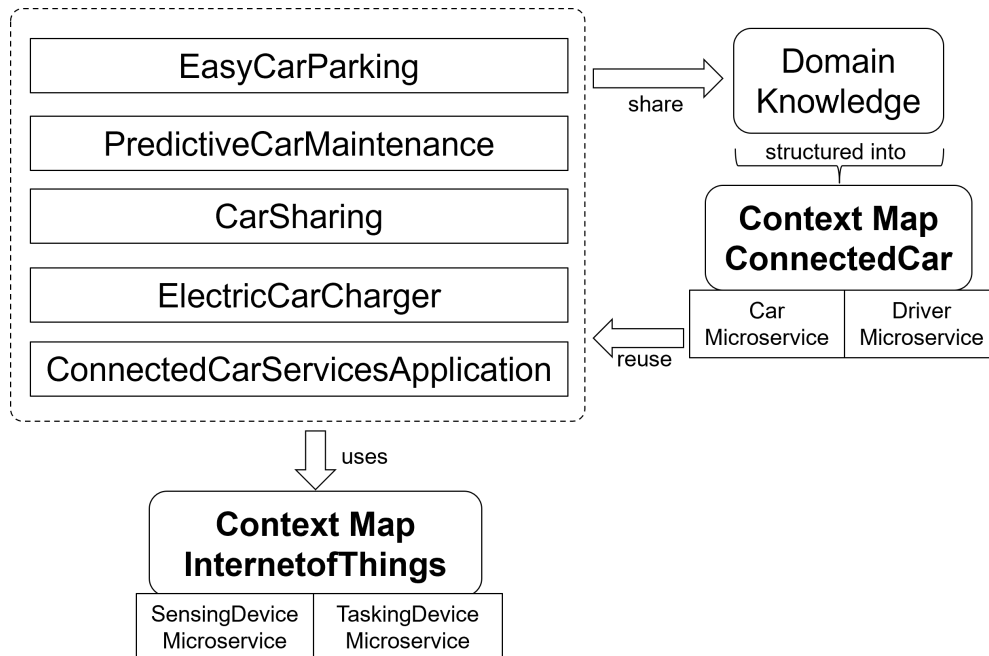 EasyCarParking
PredictiveCarMaintenance
CarSharing
ElectricCarCharger
ConnectedCarServicesApplication
share
Domain
Knowledge
structured into
Context Map
ConnectedCar
Car
Microservice
Driver
Microservice
reuse
uses
Context Map
InternetofThings
SensingDevice
Microservice
TaskingDevice
Microservice